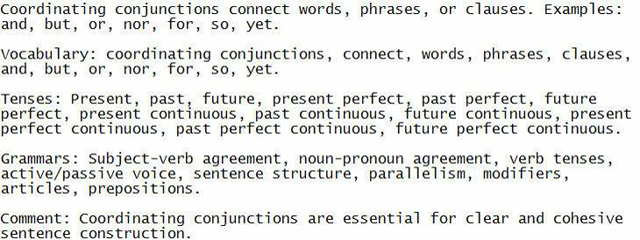 Coordinating conjunctions connect words, phrases, or clauses. Examples:
and, but, or, nor, for, so, yet.
Vocabulary: coordinating conjunctions, connect, words, phrases, clauses,
and, but, or, nor, for, so, yet.
Tenses: Present, past, future, present perfect, past perfect, future
perfect, present continuous, past continuous, future continuous, present
perfect continuous, past perfect continuous, future perfect continuous.
Grammars: Subject-verb agreement, noun-pronoun agreement, verb tenses,
active/passive voice, sentence structure, parallelism, modifiers,
articles, prepositions.
Comment: Coordinating conjunctions are essential for clear and cohesive
sentence construction.